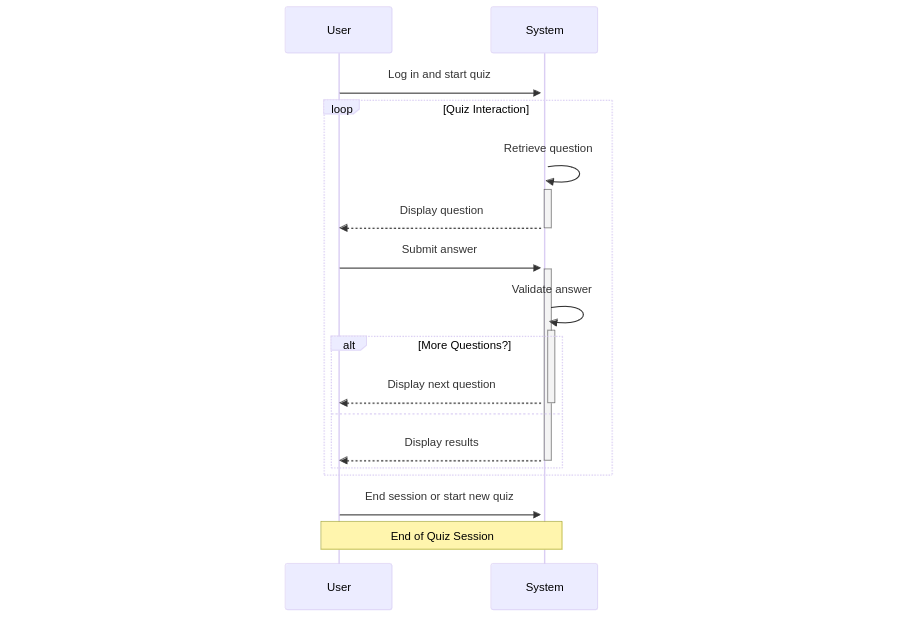 User
System
Log in and start quiz
loop
[Quiz Interaction]
Retrieve question
Display question
Submit answer
Validate answer
alt
[More Questions?]
Display next question
Display results
End session or start new quiz
End of Quiz Session
User
System